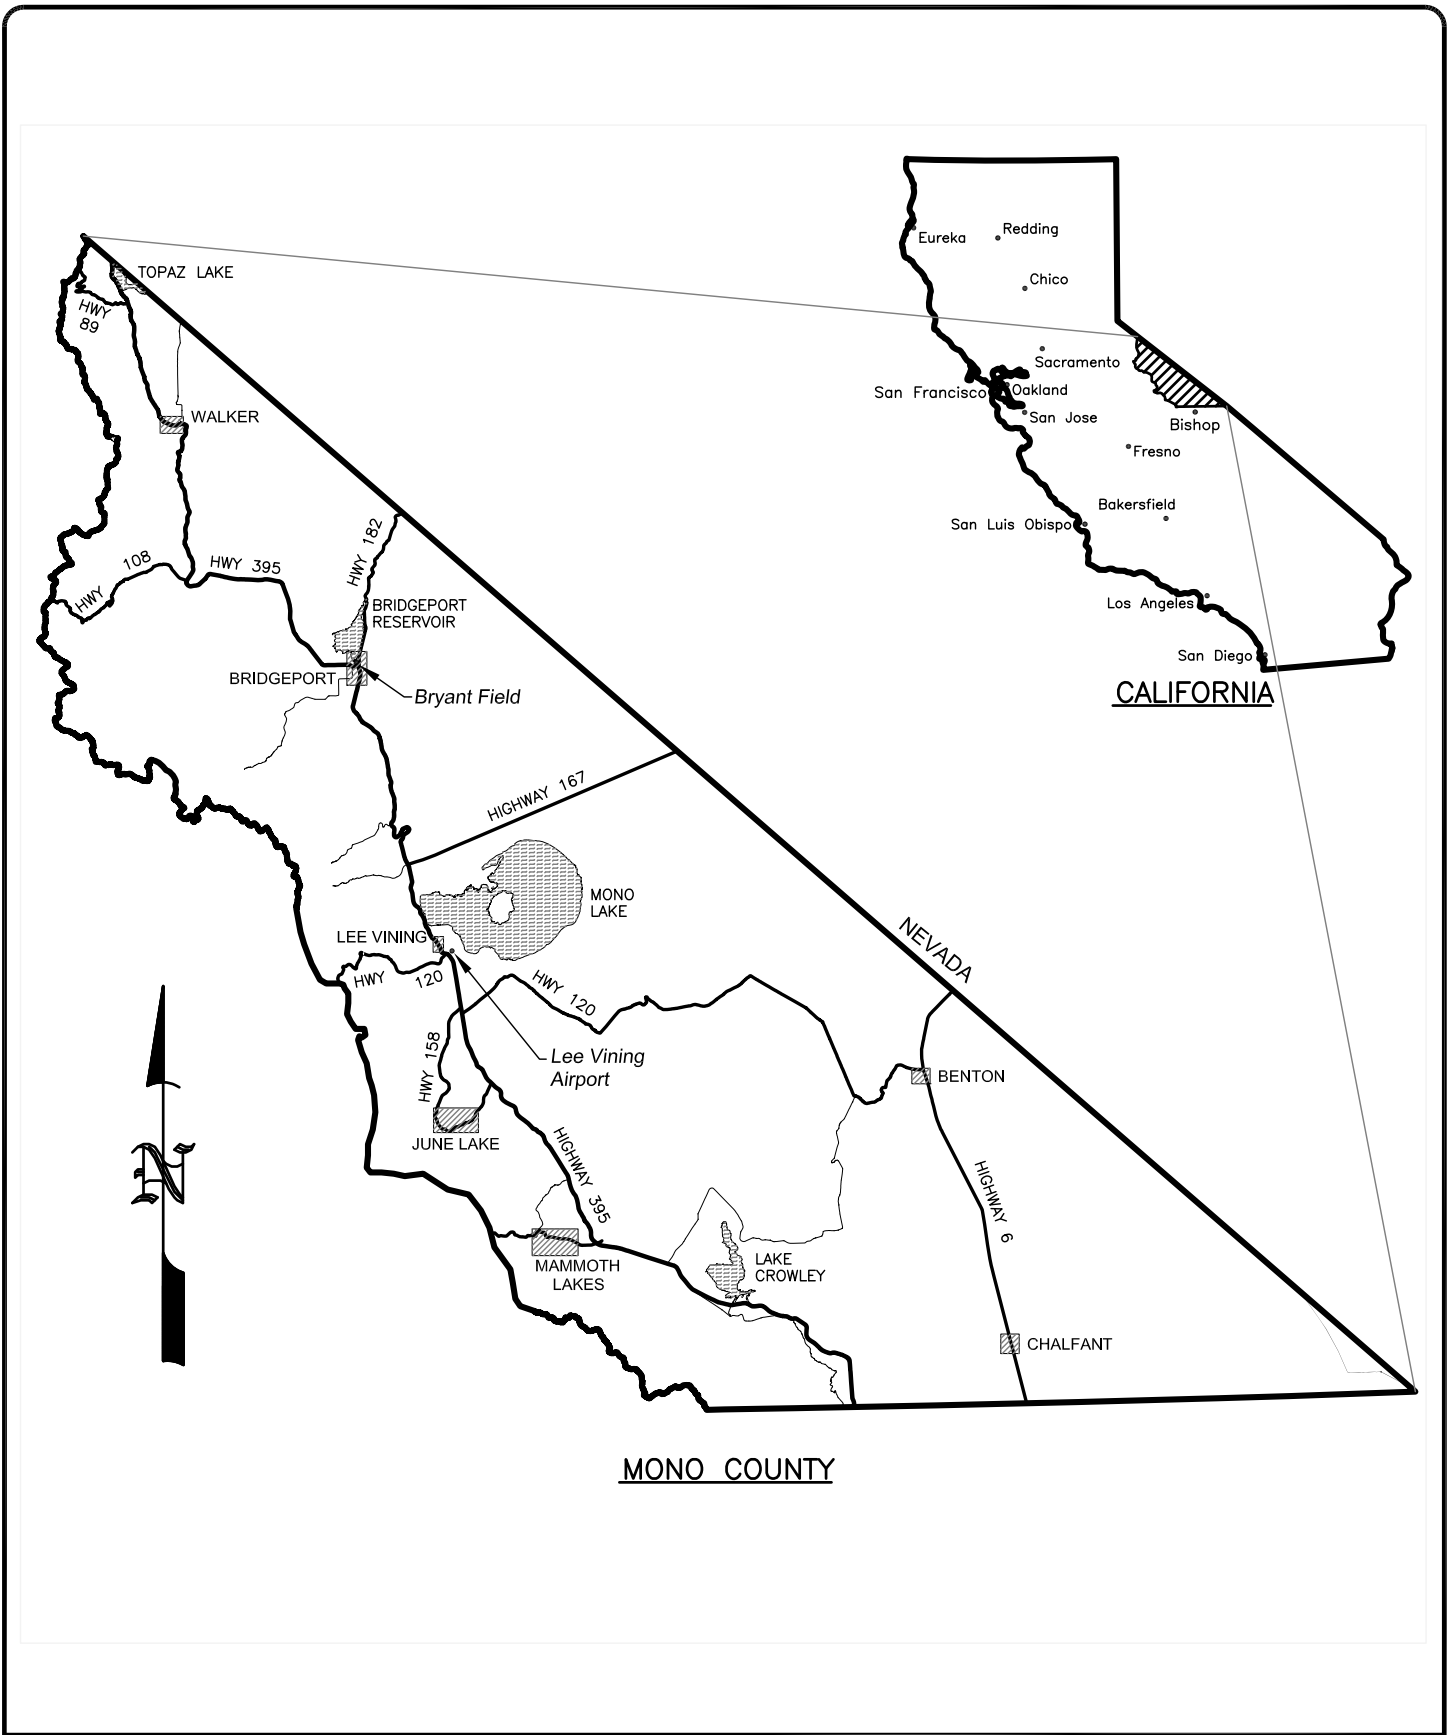 Eureka
Redding
Chico
Sacramento
San Francisco
Oakland
San Jose
Bishop
Fresno
Bakersfield
San Luis Obispo
Los Angeles
San Diego
CALIFORNIA
TOPAZ LAKE
HWY
89
WALKER
HWY 108
HWY 395
HWY 182
BRIDGEPORT
RESERVOIR
BRIDGEPORT
Bryant Field
HIGHWAY 167
MONO
LAKE
LEE VINING
HWY 120
HWY 120
NEVADA
HWY 158
Lee Vining
Airport
BENTON
JUNE LAKE
HIGHWAY 395
HIGHWAY 6
MAMMOTH
LAKES
LAKE
CROWLEY
CHALFANT
N
MONO COUNTY